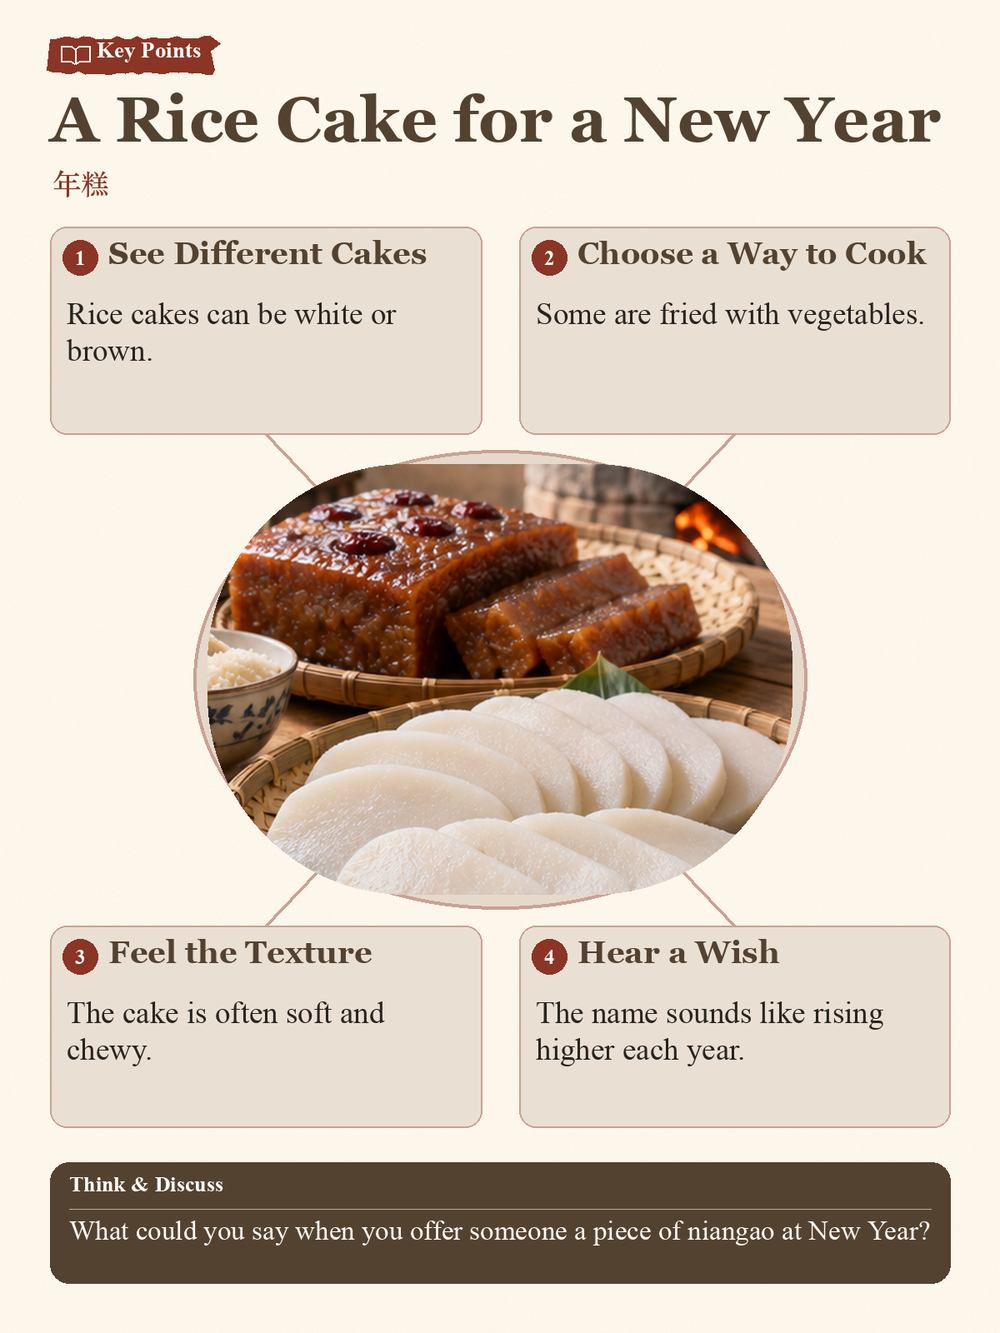 Key Points
A Rice Cake for a New Year
年糕
1 See Different Cakes
Rice cakes can be white or
brown.
2 Choose a Way to Cook
Some are fried with vegetables.
3 Feel the Texture
The cake is often soft and
chewy.
4 Hear a Wish
The name sounds like rising
higher each year.
Think & Discuss
What could you say when you offer someone a piece of niangao at New Year?